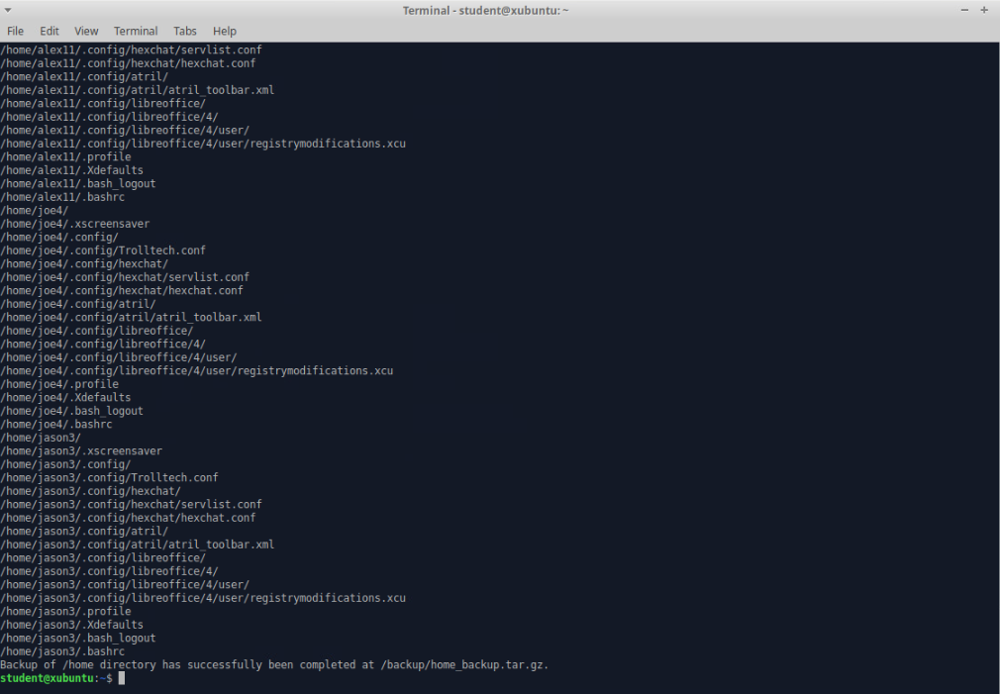 Terminal - student@xubuntu: ~
File Edit View Terminal Tabs Help
/home/alex11/.config/hexchat/servlist.conf
/home/alex11/.config/hexchat/hexchat.conf
/home/alex11/.config/atril/
/home/alex11/.config/atril/atril_toolbar.xml
/home/alex11/.config/libreoffice/
/home/alex11/.config/libreoffice/4/
/home/alex11/.config/libreoffice/4/user/
/home/alex11/.config/libreoffice/4/user/registrymodifications.xcu
/home/alex11/.profile
/home/alex11/.Xdefaults
/home/alex11/.bash_logout
/home/alex11/.bashrc
/home/joe4/
/home/joe4/.xscreensaver
/home/joe4/.config/
/home/joe4/.config/Trolltech.conf
/home/joe4/.config/hexchat/
/home/joe4/.config/hexchat/servlist.conf
/home/joe4/.config/hexchat/hexchat.conf
/home/joe4/.config/atril/
/home/joe4/.config/atril/atril_toolbar.xml
/home/joe4/.config/libreoffice/
/home/joe4/.config/libreoffice/4/
/home/joe4/.config/libreoffice/4/user/
/home/joe4/.config/libreoffice/4/user/registrymodifications.xcu
/home/joe4/.profile
/home/joe4/.Xdefaults
/home/joe4/.bash_logout
/home/joe4/.bashrc
/home/jason3/
/home/jason3/.xscreensaver
/home/jason3/.config/
/home/jason3/.config/Trolltech.conf
/home/jason3/.config/hexchat/
/home/jason3/.config/hexchat/servlist.conf
/home/jason3/.config/hexchat/hexchat.conf
/home/jason3/.config/atril/
/home/jason3/.config/atril/atril_toolbar.xml
/home/jason3/.config/libreoffice/
/home/jason3/.config/libreoffice/4/
/home/jason3/.config/libreoffice/4/user/
/home/jason3/.config/libreoffice/4/user/registrymodifications.xcu
/home/jason3/.profile
/home/jason3/.Xdefaults
/home/jason3/.bash_logout
/home/jason3/.bashrc
Backup of /home directory has successfully been completed at /backup/home_backup.tar.gz.
student@xubuntu:~$